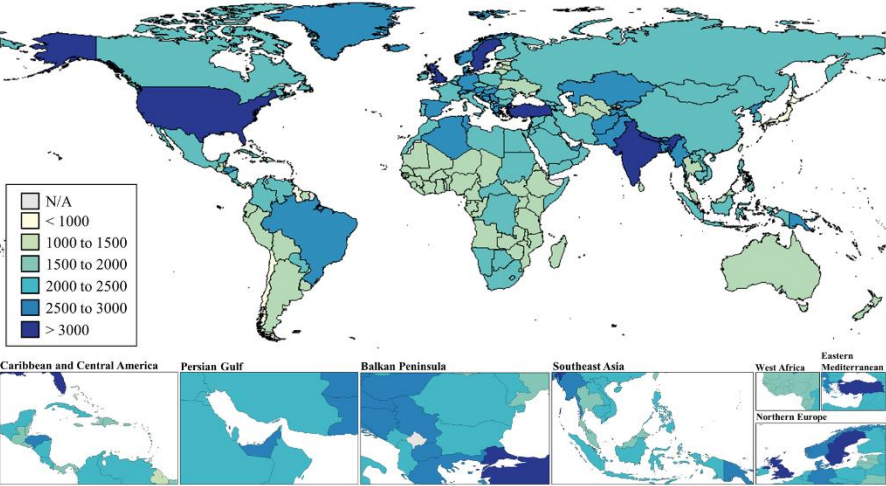 N/A
< 1000
1000 to 1500
1500 to 2000
2000 to 2500
2500 to 3000
> 3000
Caribbean and Central America
Persian Gulf
Balkan Peninsula
Southeast Asia
West Africa
Eastern
Mediterranean
Northern Europe